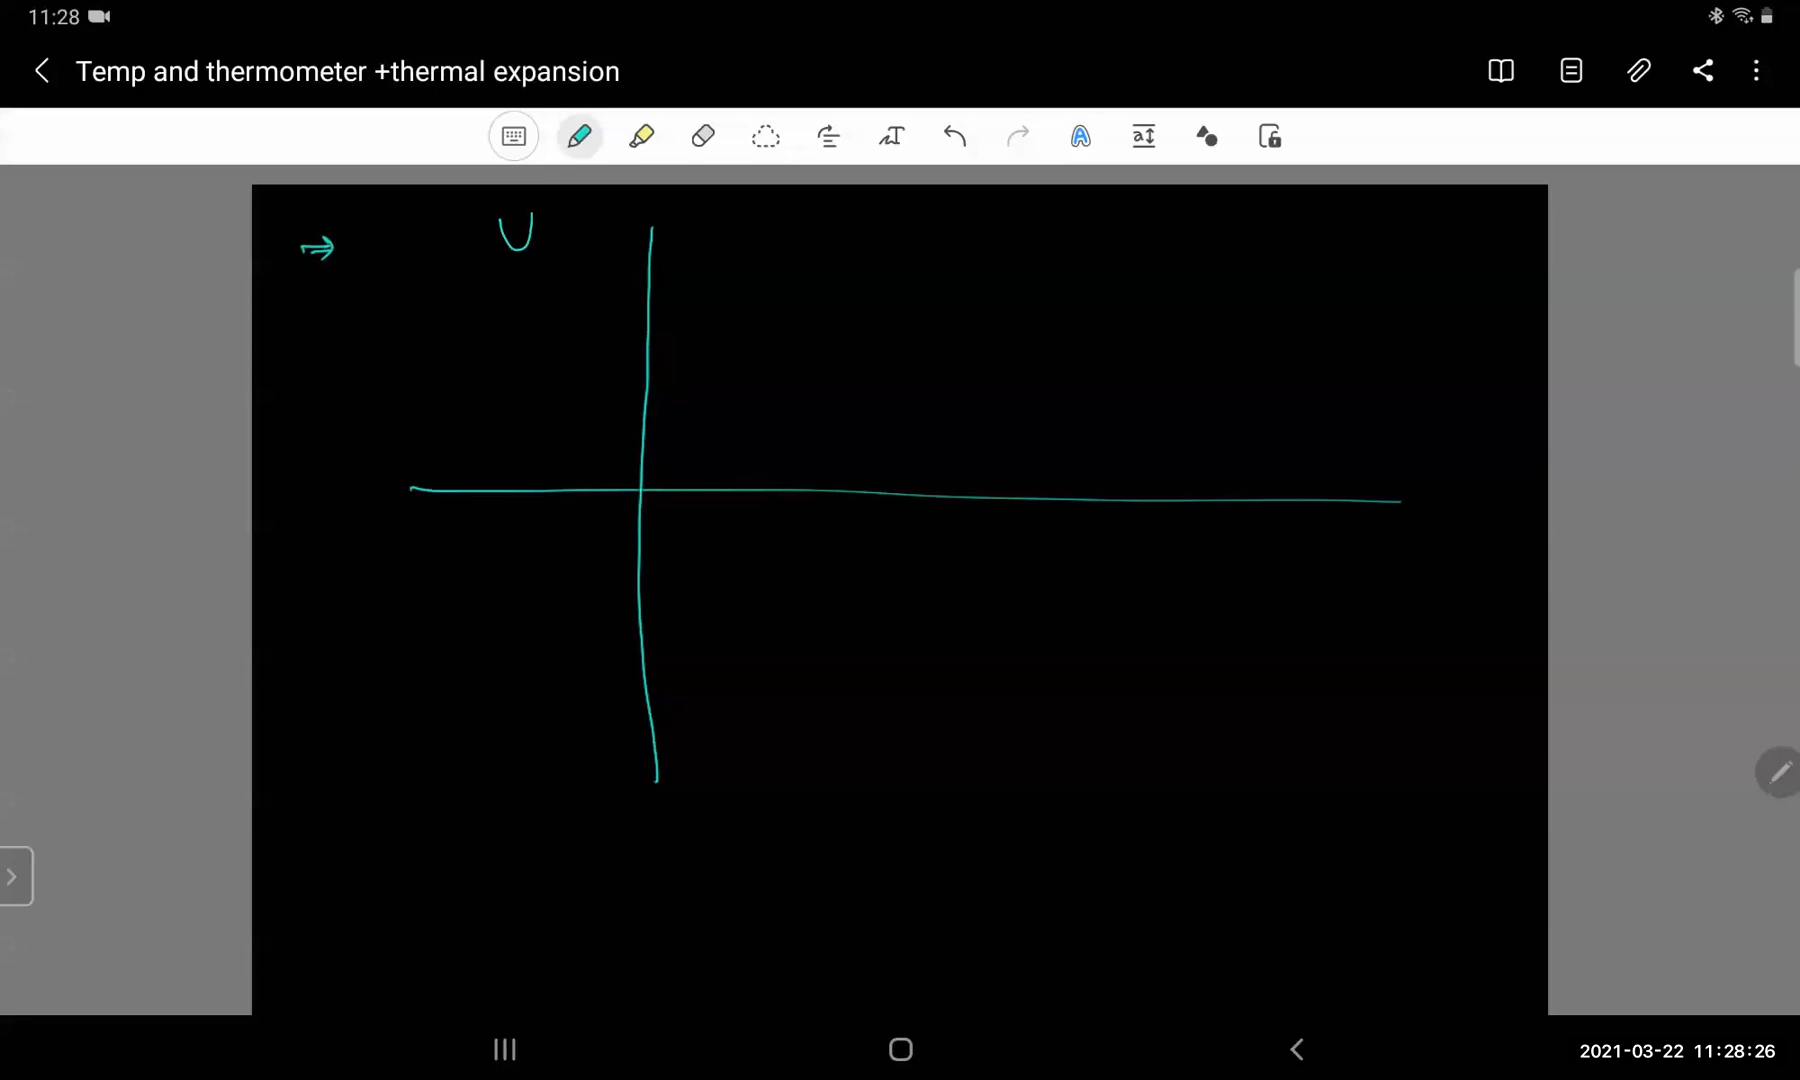 11:28
Temp and thermometer +thermal expansion
U
2021-03-22 11:28:26